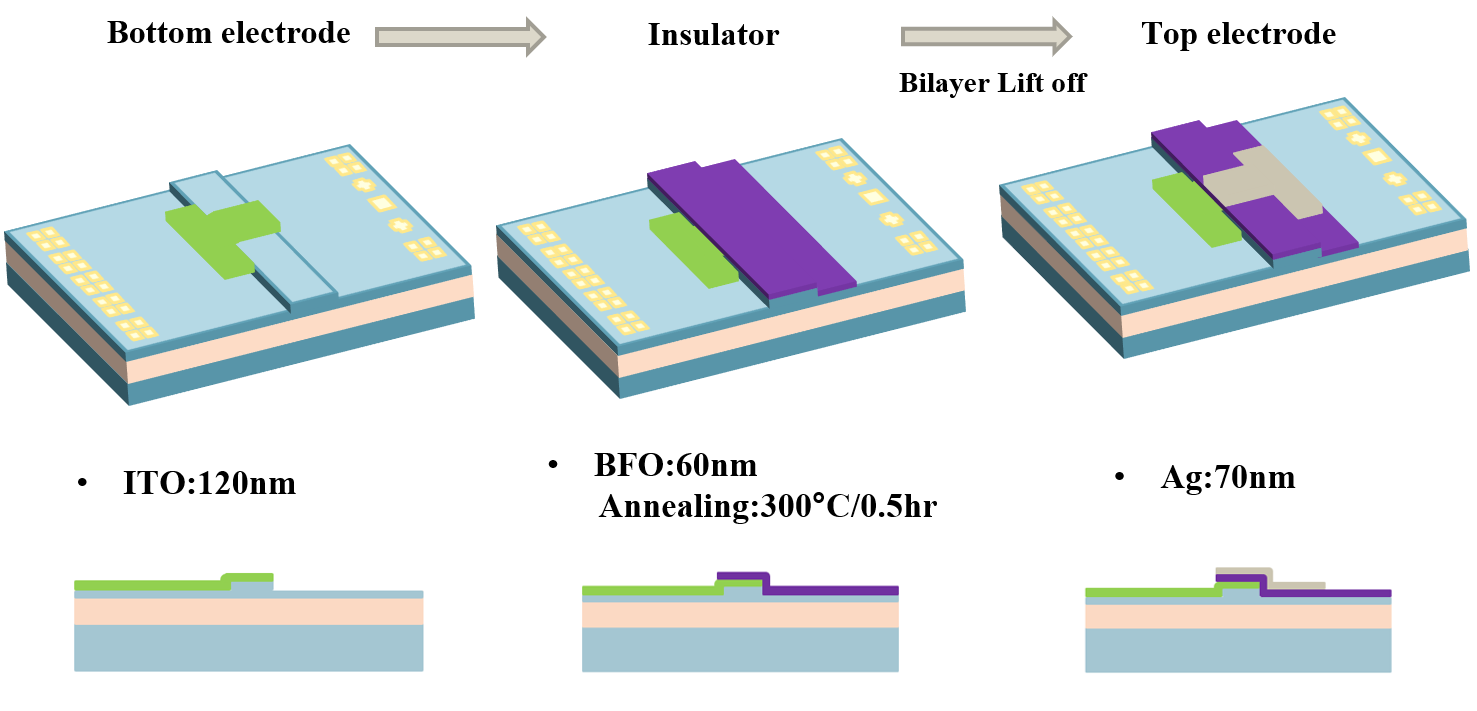 Bottom electrode
Insulator
Top electrode
Bilayer Lift off
• ITO:120nm
• BFO:60nm
Annealing:300°C/0.5hr
• Ag:70nm